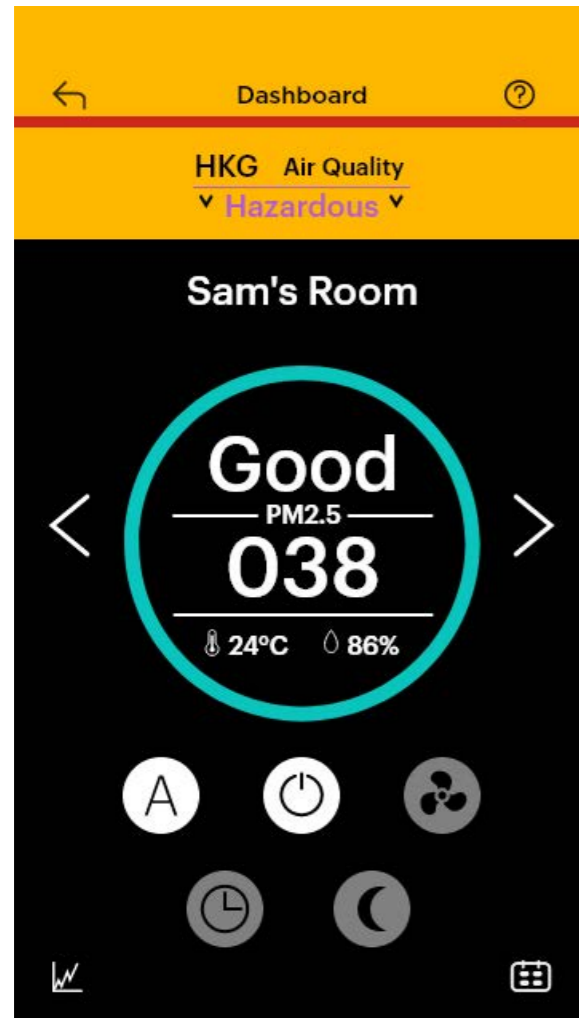 Dashboard
HKG Air Quality
Hazardous
Sam's Room
Good
PM2.5
038
24°C 86%
A